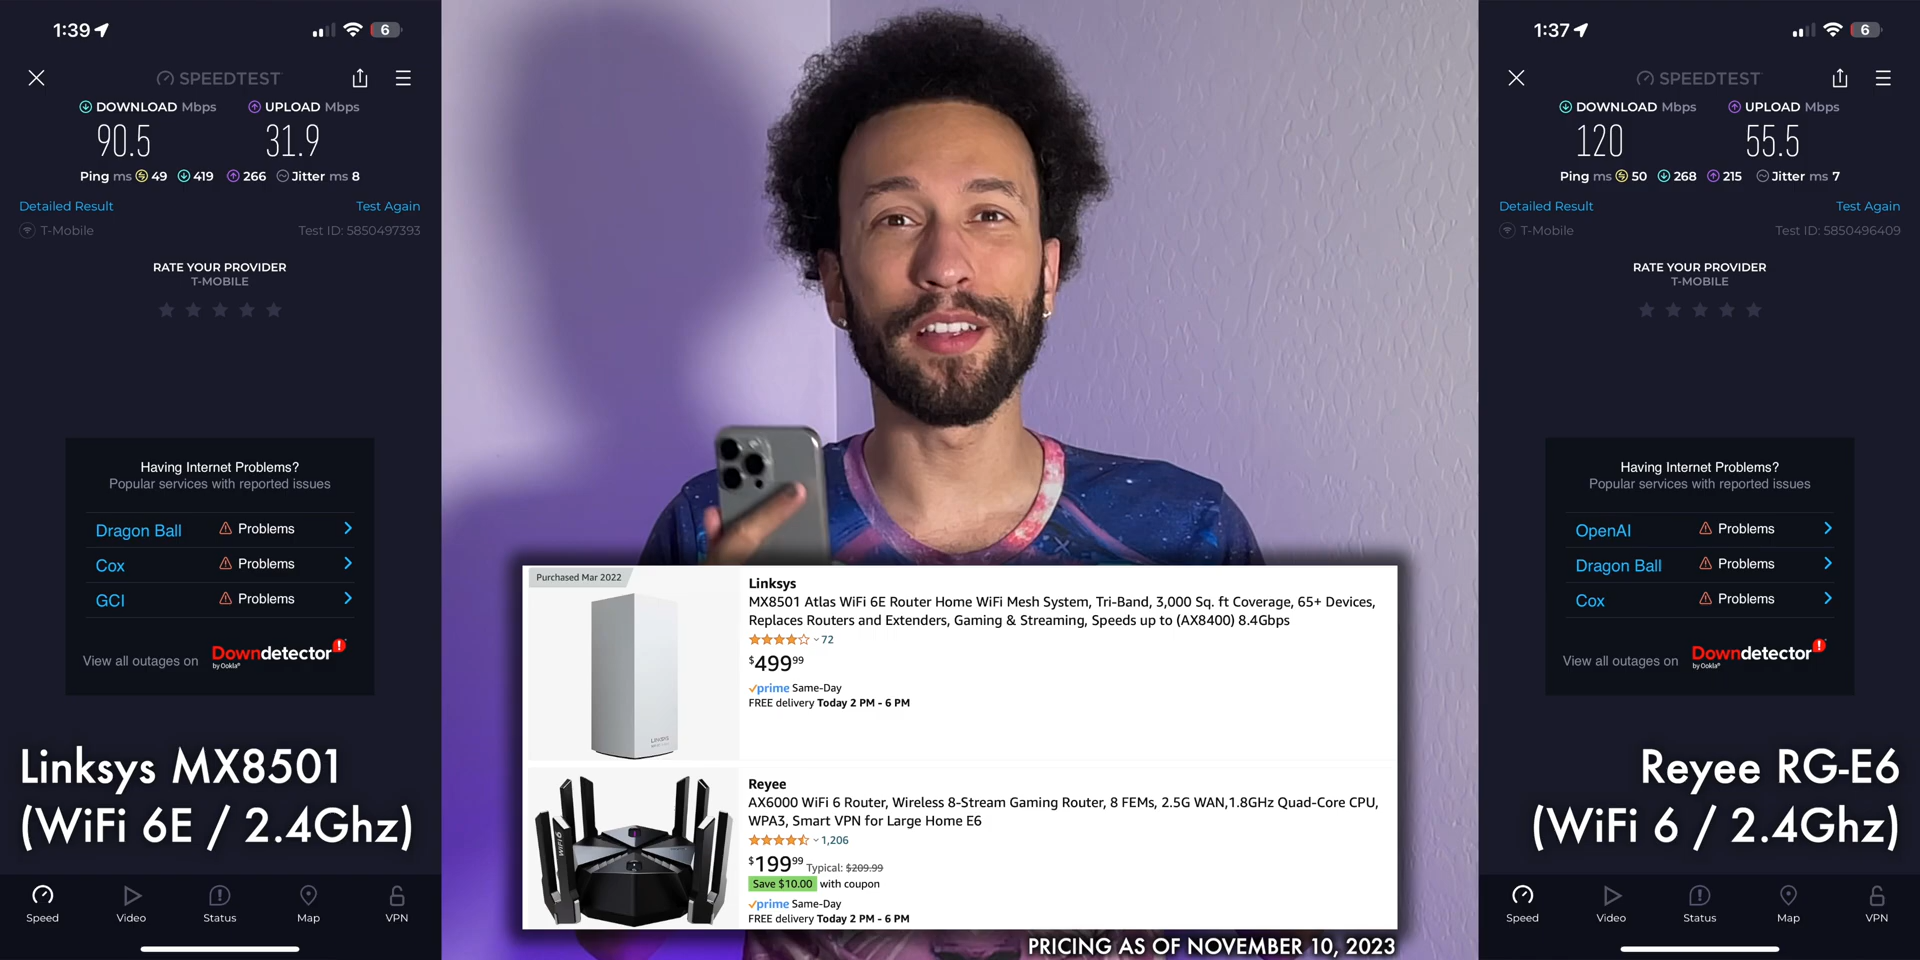 1:39
6
SPEEDTEST
DOWNLOAD Mbps
UPLOAD Mbps
90.5
31.9
Ping ms 49 419 266 Jitter ms 8
Detailed Result
Test Again
T-Mobile
Test ID: 5850497393
RATE YOUR PROVIDER
T-MOBILE
Having Internet Problems?
Popular services with reported issues
Dragon Ball Problems
Cox Problems
GCI Problems
View all outages on Downdetector
by Ookla®
Linksys MX8501
(WiFi 6E / 2.4Ghz)
Speed
Video
Status
Map
VPN
Purchased Mar 2022
LINKSYS
Linksys
MX8501 Atlas WiFi 6E Router Home WiFi Mesh System, Tri-Band, 3,000 Sq. ft Coverage, 65+ Devices,
Replaces Routers and Extenders, Gaming & Streaming, Speeds up to (AX8400) 8.4Gbps
72
$499.99
prime Same-Day
FREE delivery Today 2 PM - 6 PM
Reyee
AX6000 WiFi 6 Router, Wireless 8-Stream Gaming Router, 8 FEMs, 2.5G WAN,1.8GHz Quad-Core CPU,
WPA3, Smart VPN for Large Home E6
1,206
$199.99 Typical: $209.99
Save $10.00 with coupon
prime Same-Day
FREE delivery Today 2 PM - 6 PM
PRICING AS OF NOVEMBER 10, 2023
1:37
6
SPEEDTEST
DOWNLOAD Mbps
UPLOAD Mbps
120
55.5
Ping ms 50 268 215 Jitter ms 7
Detailed Result
Test Again
T-Mobile
Test ID: 5850496409
RATE YOUR PROVIDER
T-MOBILE
Having Internet Problems?
Popular services with reported issues
OpenAI Problems
Dragon Ball Problems
Cox Problems
View all outages on Downdetector
by Ookla®
Reyee RG-E6
(WiFi 6 / 2.4Ghz)
Speed
Video
Status
Map
VPN